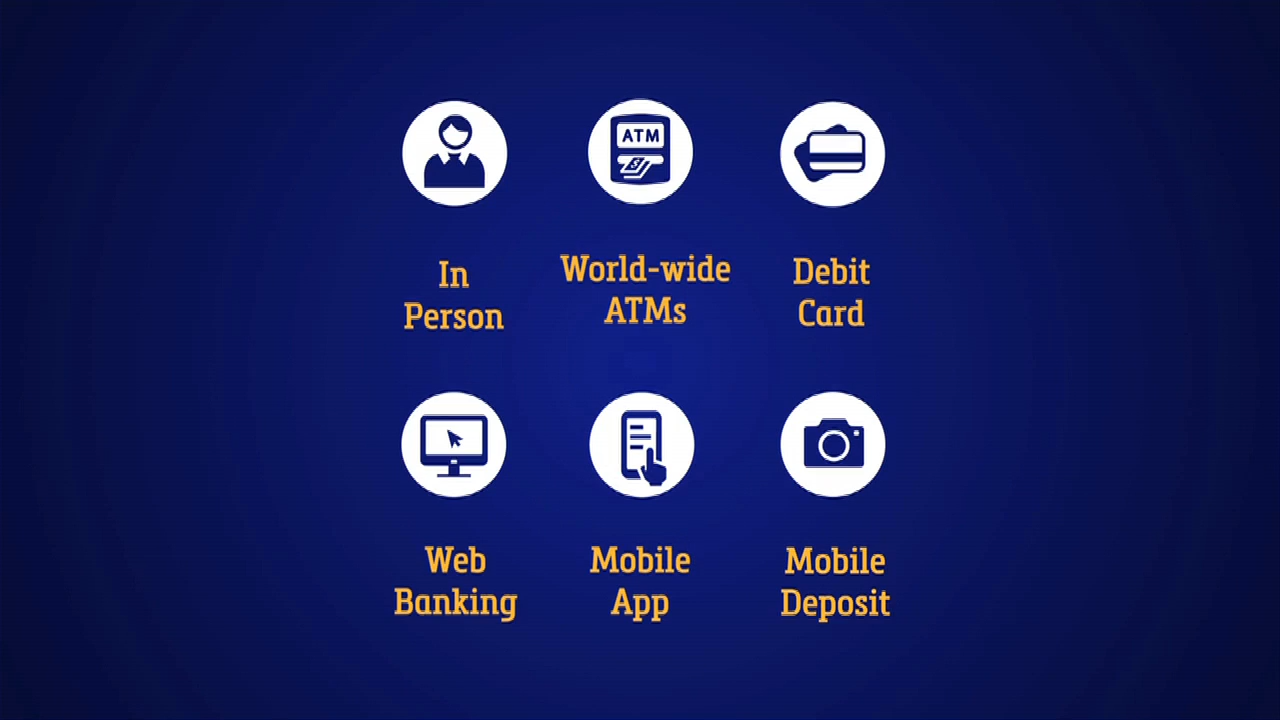 ATM
In
Person
World-wide
ATMs
Debit
Card
Web
Banking
Mobile
App
Mobile
Deposit